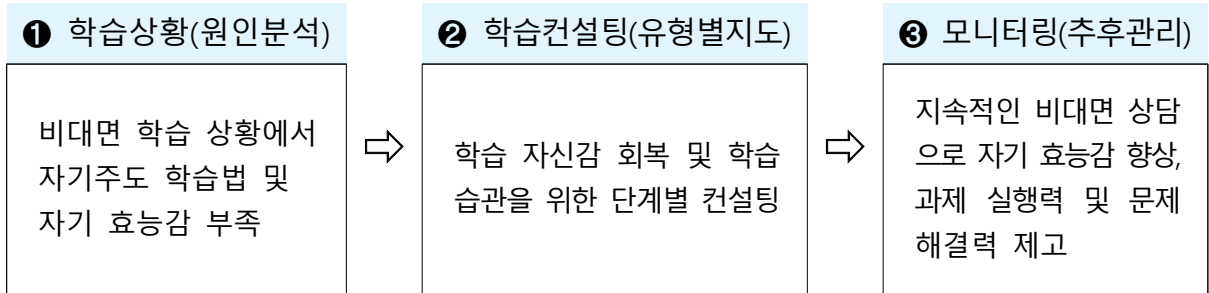 ❶ 학습상황(원인분석)
비대면 학습 상황에서
자기주도 학습법 및
자기 효능감 부족
⇨
❷ 학습컨설팅(유형별지도)
학습 자신감 회복 및 학습
습관을 위한 단계별 컨설팅
⇨
❸ 모니터링(추후관리)
지속적인 비대면 상담
으로 자기 효능감 향상,
과제 실행력 및 문제
해결력 제고